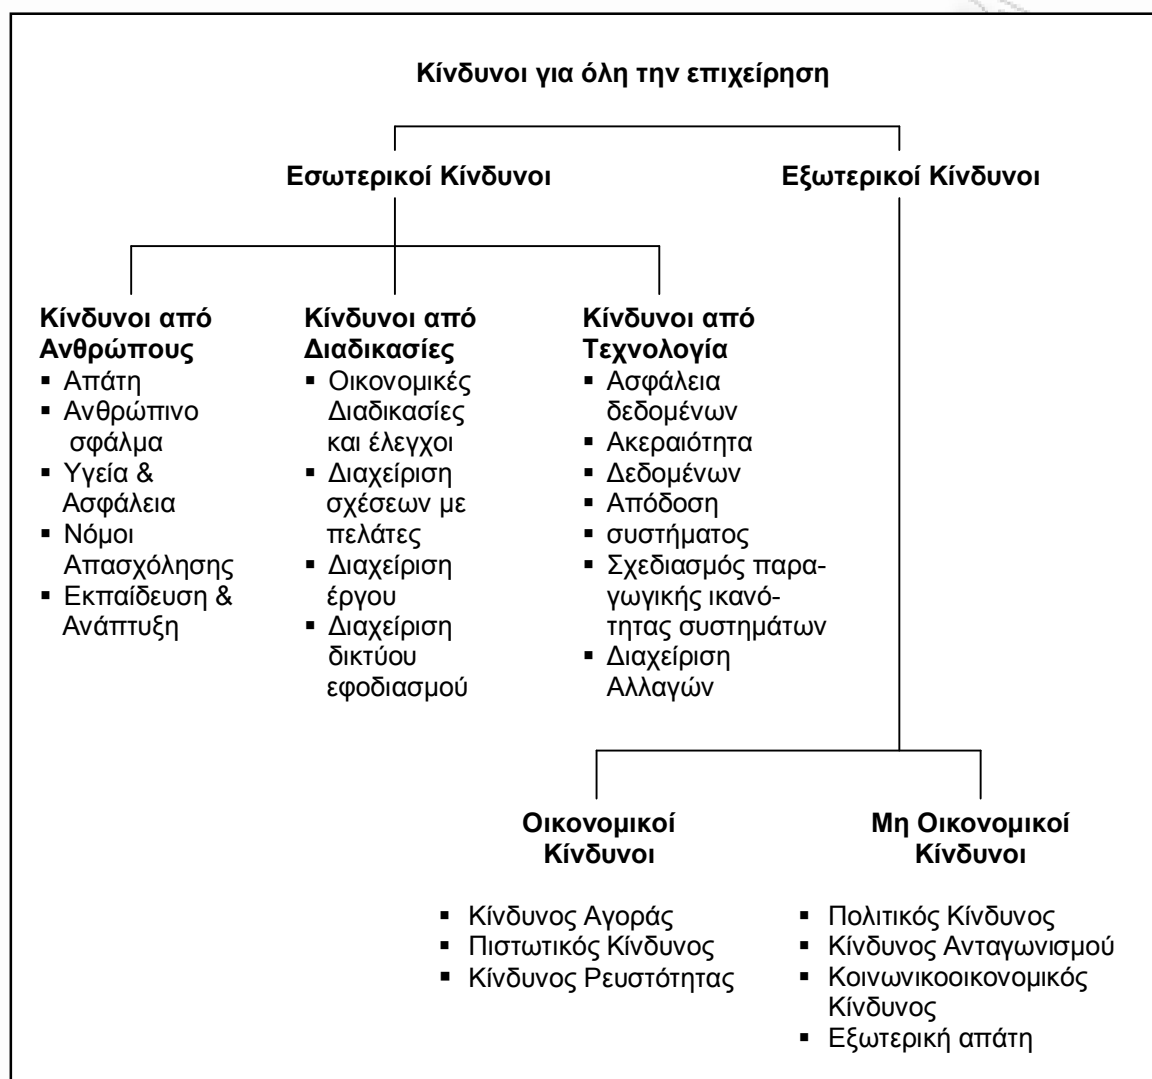 Κίνδυνοι για όλη την επιχείρηση
Εσωτερικοί Κίνδυνοι
Εξωτερικοί Κίνδυνοι
Κίνδυνοι από
Ανθρώπους
▪ Απάτη
▪ Ανθρώπινο
σφάλμα
▪ Υγεία &
Ασφάλεια
▪ Νόμοι
Απασχόλησης
▪ Εκπαίδευση &
Ανάπτυξη
Κίνδυνοι από
Διαδικασίες
▪ Οικονομικές
Διαδικασίες
και έλεγχοι
▪ Διαχείριση
σχέσεων με
πελάτες
▪ Διαχείριση
έργου
▪ Διαχείριση
δικτύου
εφοδιασμού
Κίνδυνοι από
Τεχνολογία
▪ Ασφάλεια
δεδομένων
▪ Ακεραιότητα
▪ Δεδομένων
▪ Απόδοση
▪ συστήματος
▪ Σχεδιασμός παρα-
γωγικής ικανό-
τητας συστημάτων
▪ Διαχείριση
Αλλαγών
Οικονομικοί
Κίνδυνοι
▪ Κίνδυνος Αγοράς
▪ Πιστωτικός Κίνδυνος
▪ Κίνδυνος Ρευστότητας
Μη Οικονομικοί
Κίνδυνοι
▪ Πολιτικός Κίνδυνος
▪ Κίνδυνος Ανταγωνισμού
▪ Κοινωνικοοικονομικός
Κίνδυνος
▪ Εξωτερική απάτη